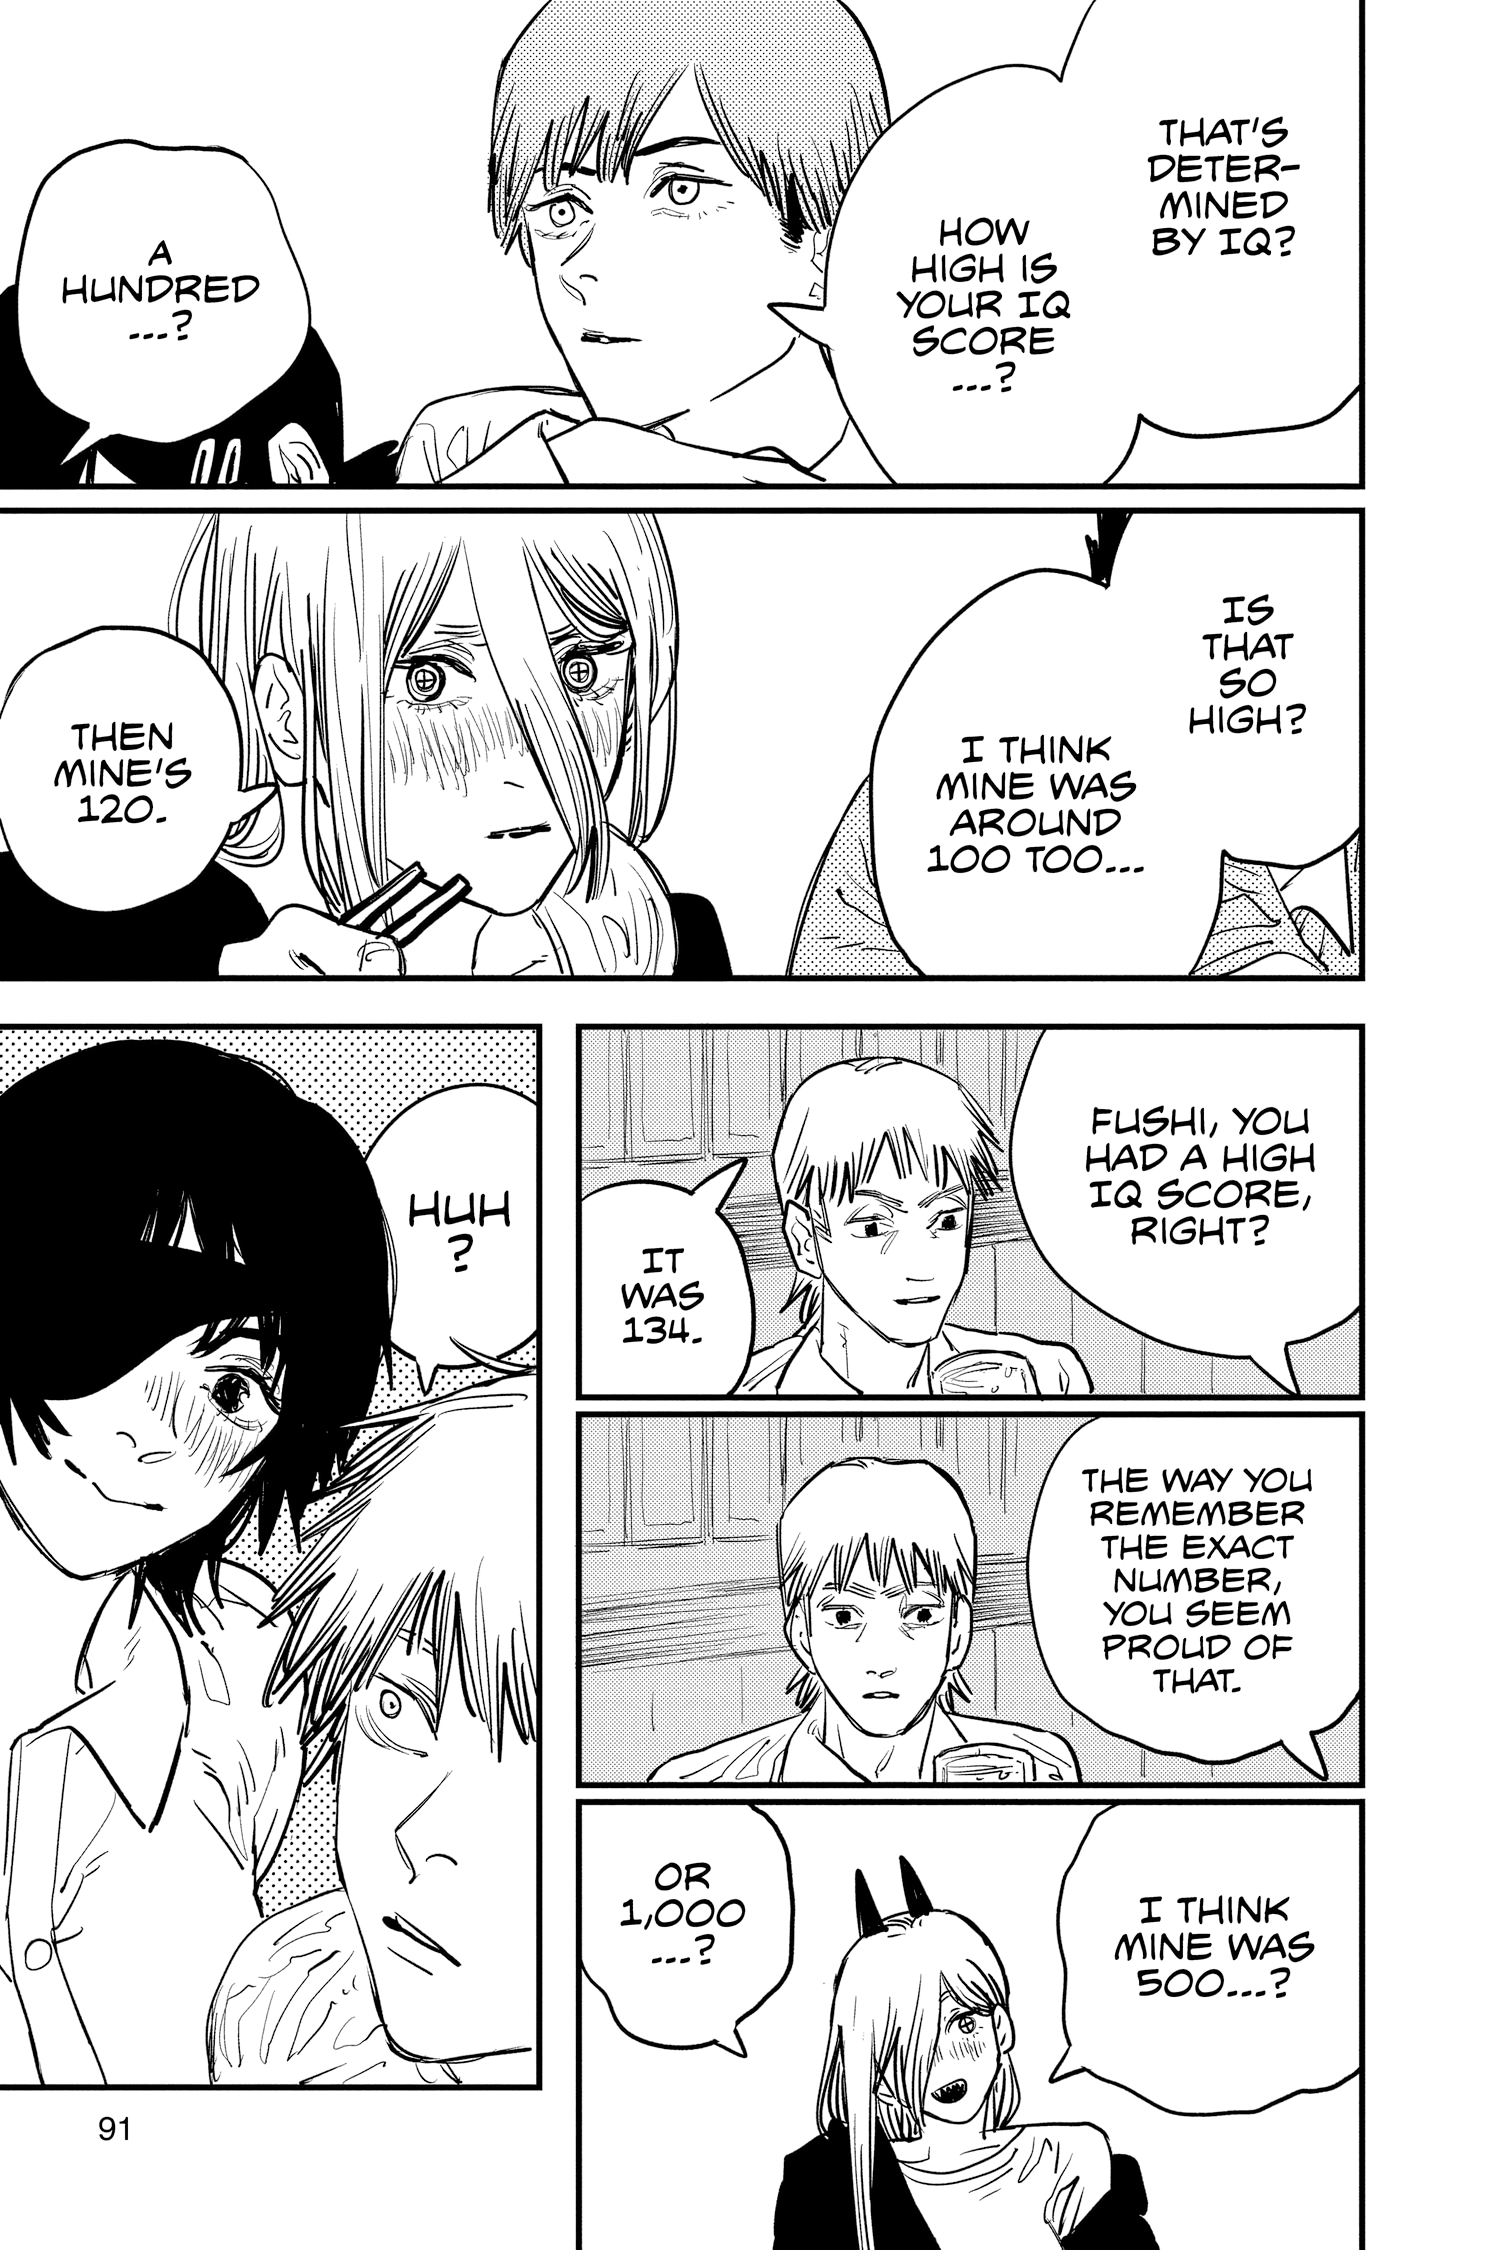 THAT'S
DETER-
MINED
BY IQ?
HOW
HIGH IS
YOUR IQ
SCORE
...?
A
HUNDRED
...?
IS
THAT
SO
HIGH?
I THINK
MINE WAS
AROUND
100 TOO...
THEN
MINE'S
120.
FUSHI, YOU
HAD A HIGH
IQ SCORE,
RIGHT?
IT
WAS
134.
THE WAY YOU
REMEMBER
THE EXACT
NUMBER,
YOU SEEM
PROUD OF
THAT.
I THINK
MINE WAS
500...?
OR
1,000
...?
HUH
?
91